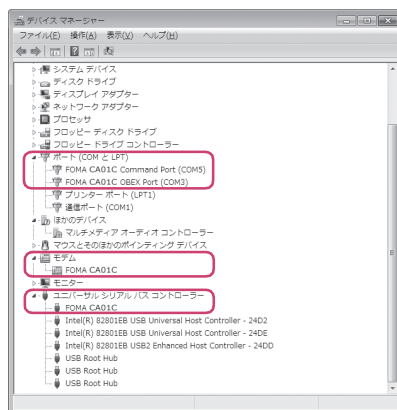 デバイス マネージャー
ファイル(F) 操作(A) 表示(V) ヘルプ(H)
システム デバイス
ディスク ドライブ
ディスプレイ アダプター
ネットワーク アダプター
プロセッサ
フロッピー ディスク ドライブ
フロッピー ドライブ コントローラー
ポート (COM と LPT)
FOMA CA01C Command Port (COM5)
FOMA CA01C OBEX Port (COM3)
プリンター ポート (LPT1)
通信ポート (COM1)
ほかのデバイス
マルチメディア オーディオ コントローラー
マウスとそのほかのポインティング デバイス
モデム
FOMA CA01C
モニター
ユニバーサル シリアル バス コントローラー
FOMA CA01C
Intel(R) 82801EB USB Universal Host Controller - 24D2
Intel(R) 82801EB USB Universal Host Controller - 24DE
Intel(R) 82801EB USB2 Enhanced Host Controller - 24DD
USB Root Hub
USB Root Hub
USB Root Hub